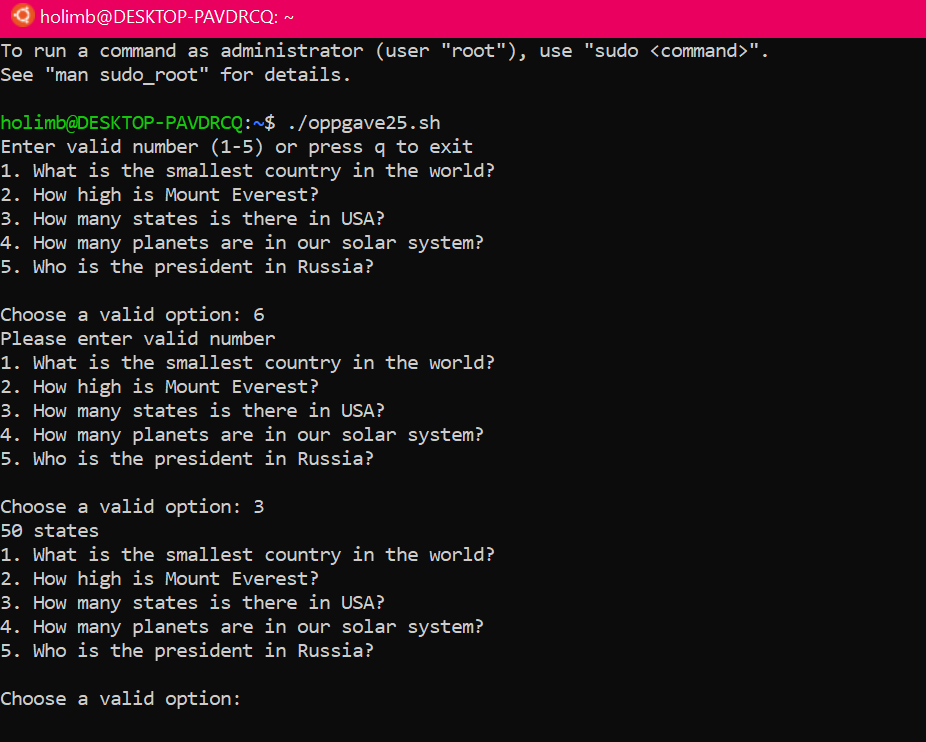 holimb@DESKTOP-PAVDRCQ: ~
To run a command as administrator (user "root"), use "sudo <command>".
See "man sudo_root" for details.
holimb@DESKTOP-PAVDRCQ:~$ ./oppgave25.sh
Enter valid number (1-5) or press q to exit
1. What is the smallest country in the world?
2. How high is Mount Everest?
3. How many states is there in USA?
4. How many planets are in our solar system?
5. Who is the president in Russia?
Choose a valid option: 6
Please enter valid number
1. What is the smallest country in the world?
2. How high is Mount Everest?
3. How many states is there in USA?
4. How many planets are in our solar system?
5. Who is the president in Russia?
Choose a valid option: 3
50 states
1. What is the smallest country in the world?
2. How high is Mount Everest?
3. How many states is there in USA?
4. How many planets are in our solar system?
5. Who is the president in Russia?
Choose a valid option: